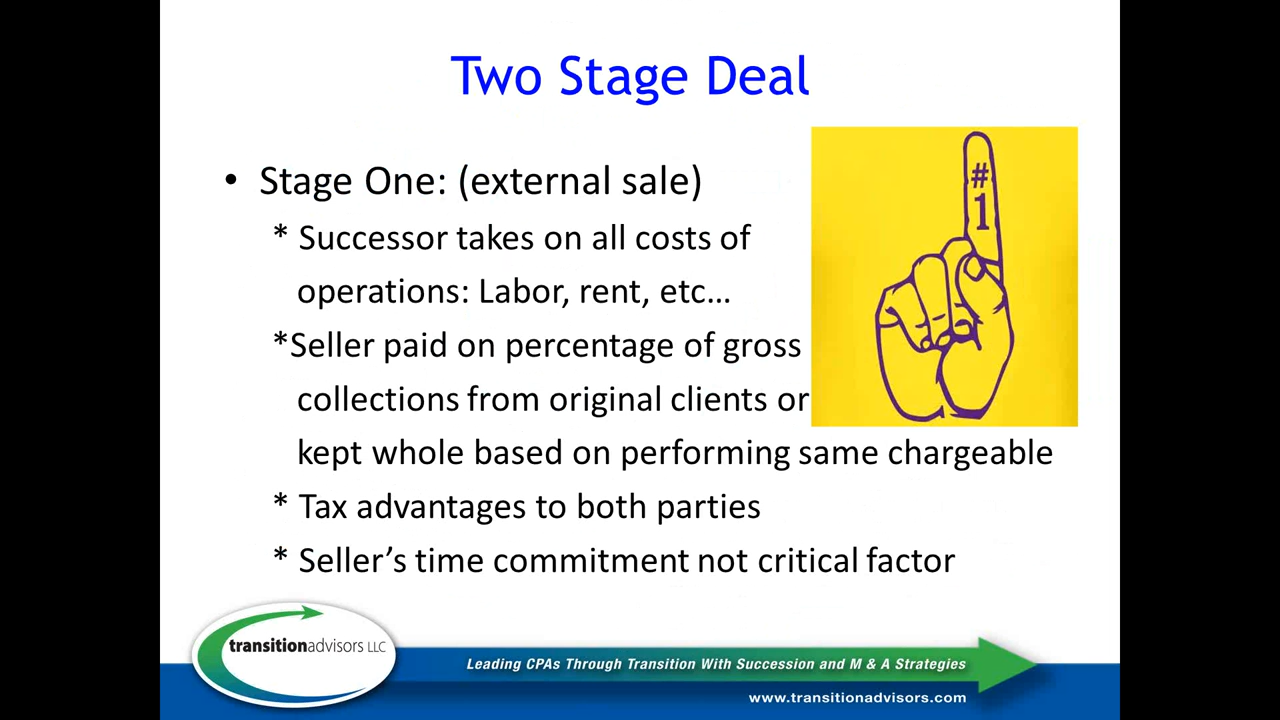 Two Stage Deal
• Stage One: (external sale)
* Successor takes on all costs of
operations: Labor, rent, etc…
*Seller paid on percentage of gross
collections from original clients or
kept whole based on performing same chargeable
* Tax advantages to both parties
* Seller’s time commitment not critical factor
#
1
transitionadvisors LLC
Leading CPAs Through Transition With Succession and M & A Strategies
www.transitionadvisors.com